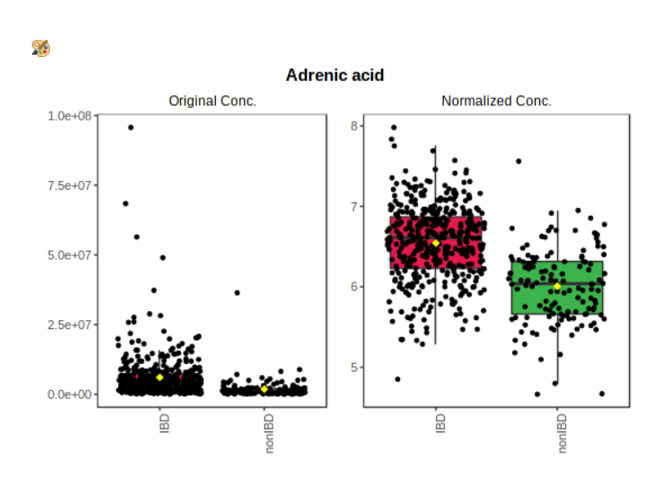 Adrenic acid
Original Conc.
Normalized Conc.
1.0e+08
7.5e+07
5.0e+07
2.5e+07
0.0e+00
8
7
6
5
IBD
nonIBD
IBD
nonIBD